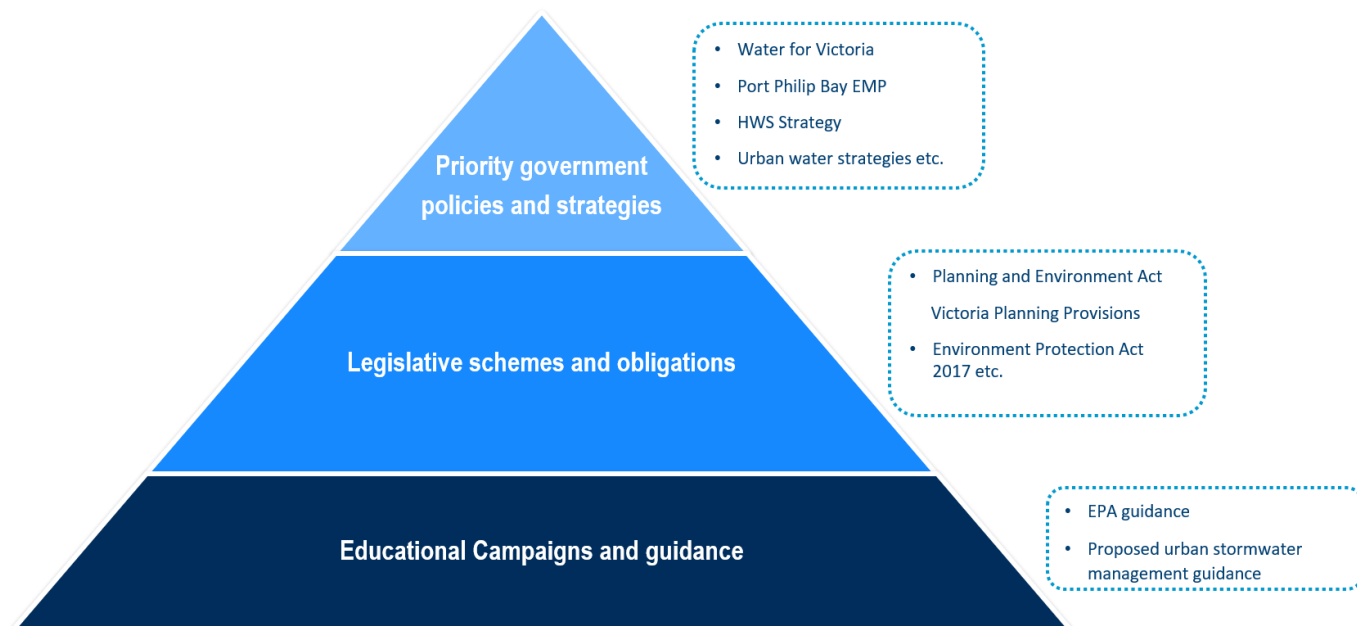 • Water for Victoria
• Port Philip Bay EMP
• HWS Strategy
• Urban water strategies etc.
Priority government
policies and strategies
• Planning and Environment Act
Victoria Planning Provisions
• Environment Protection Act
2017 etc.
Legislative schemes and obligations
• EPA guidance
• Proposed urban stormwater
management guidance
Educational Campaigns and guidance